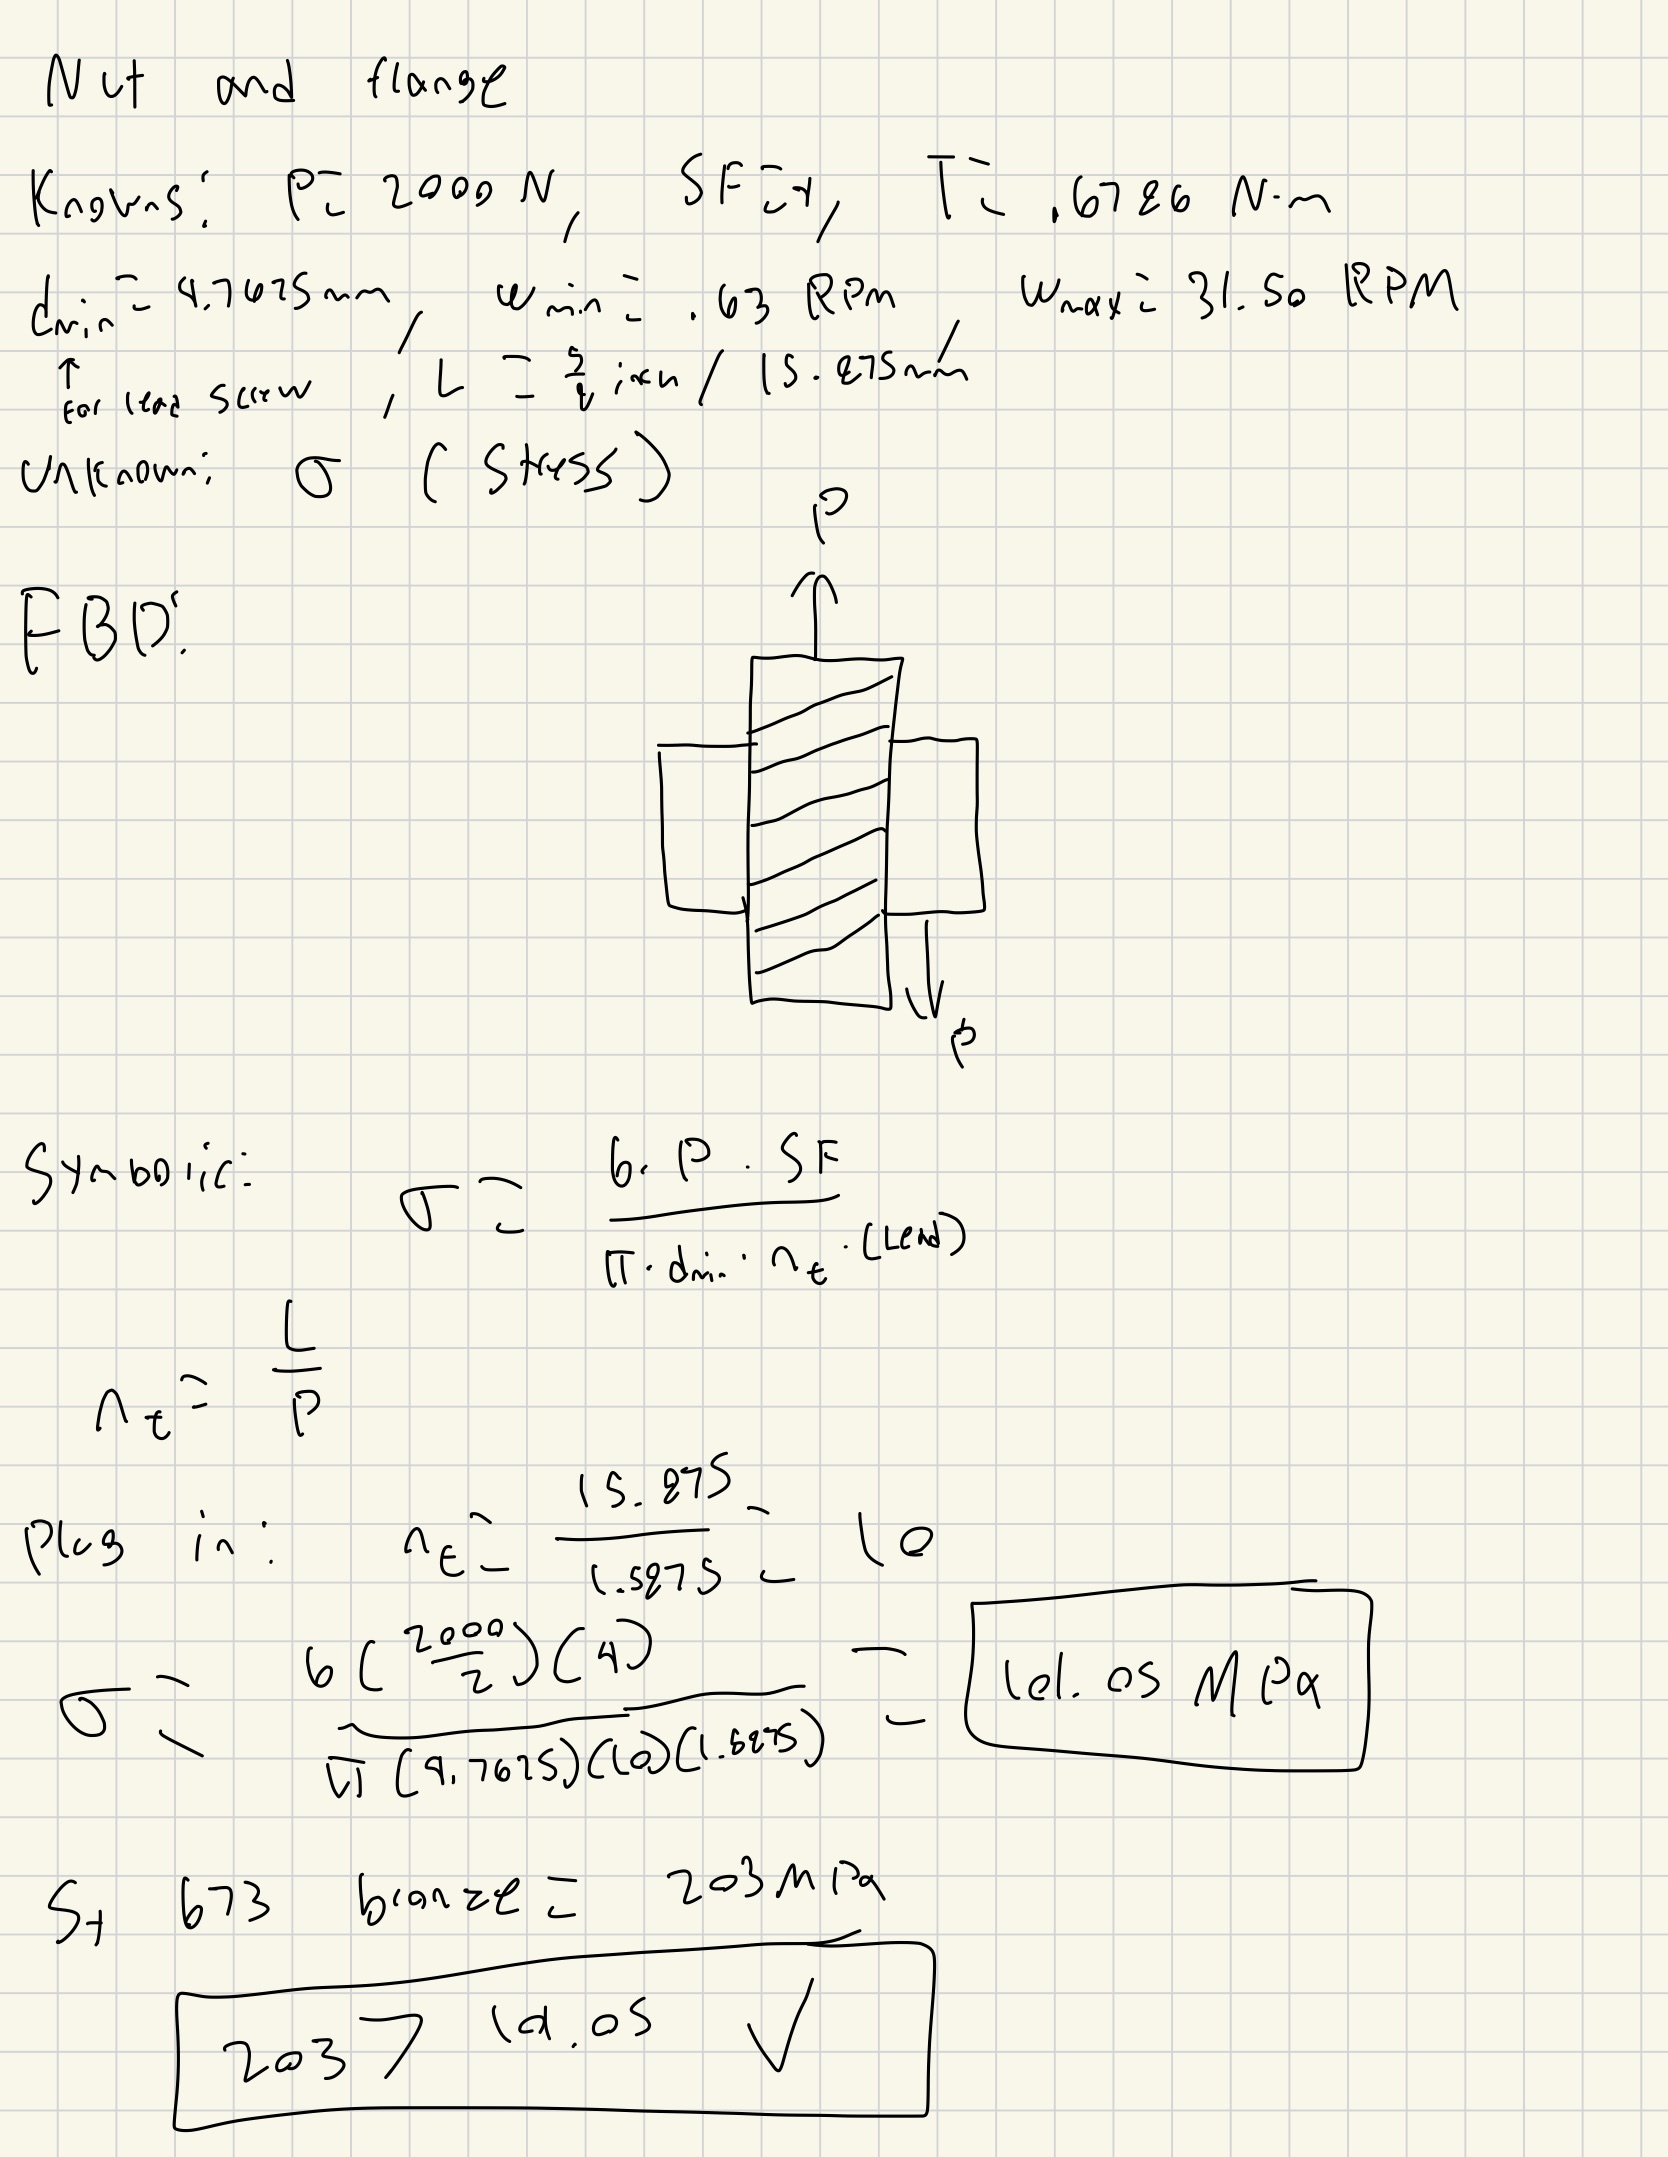 Nut and flange
Knowns: P = 2000 N, SF = 4, T = .6786 N·m
dmin = 4.7625mm, ωmin = .63 RPM, ωmax = 31.50 RPM
↑ For lead screw, L = 5/8 inch / 15.875mm
Unknown: σ (Stress)
P
FBD:
P
Symbolic: σ = 6 · P · SF / π · dmin · nt · (Lead)
nt = L / P
Plug in: nt = 15.875 / 1.5875 = 10
σ = 6 (2000/2) (4) / π (4.7625)(10)(1.5875) = 101.05 MPa
St 673 bronze = 203 MPa
203 > 101.05 ✓